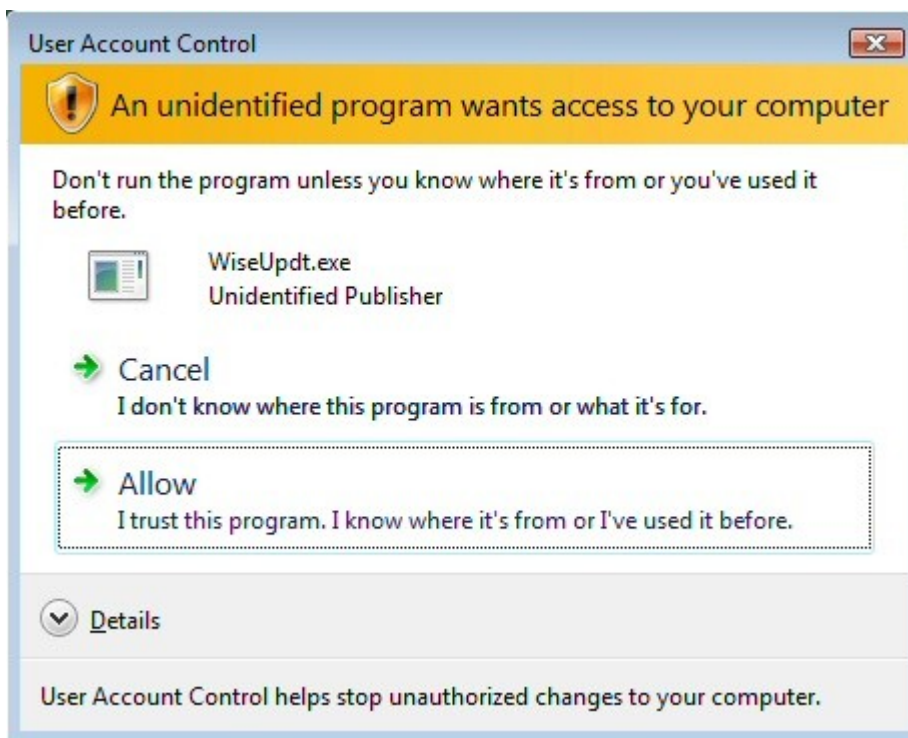 User Account Control
An unidentified program wants access to your computer
Don't run the program unless you know where it's from or you've used it
before.
WiseUpdt.exe
Unidentified Publisher
Cancel
I don't know where this program is from or what it's for.
Allow
I trust this program. I know where it's from or I've used it before.
Details
User Account Control helps stop unauthorized changes to your computer.